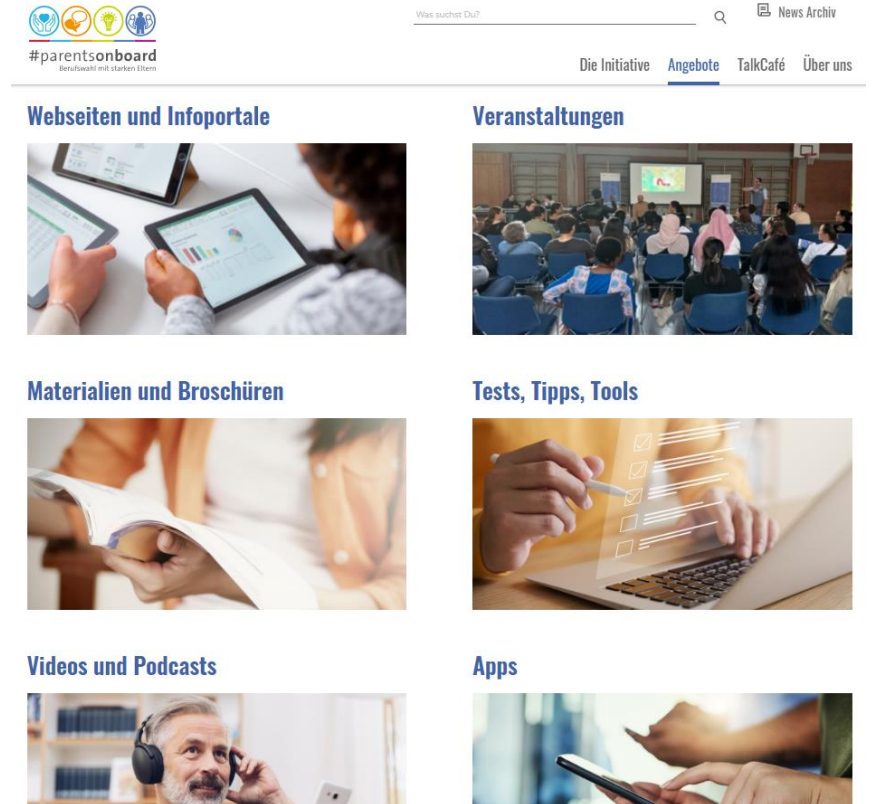 Was suchst Du?
News Archiv
#parentsonboard
Berufswahl mit starken Eltern
Die Initiative Angebote TalkCafé Über uns
Webseiten und Infoportale
Veranstaltungen
Materialien und Broschüren
Tests, Tipps, Tools
Videos und Podcasts
Apps